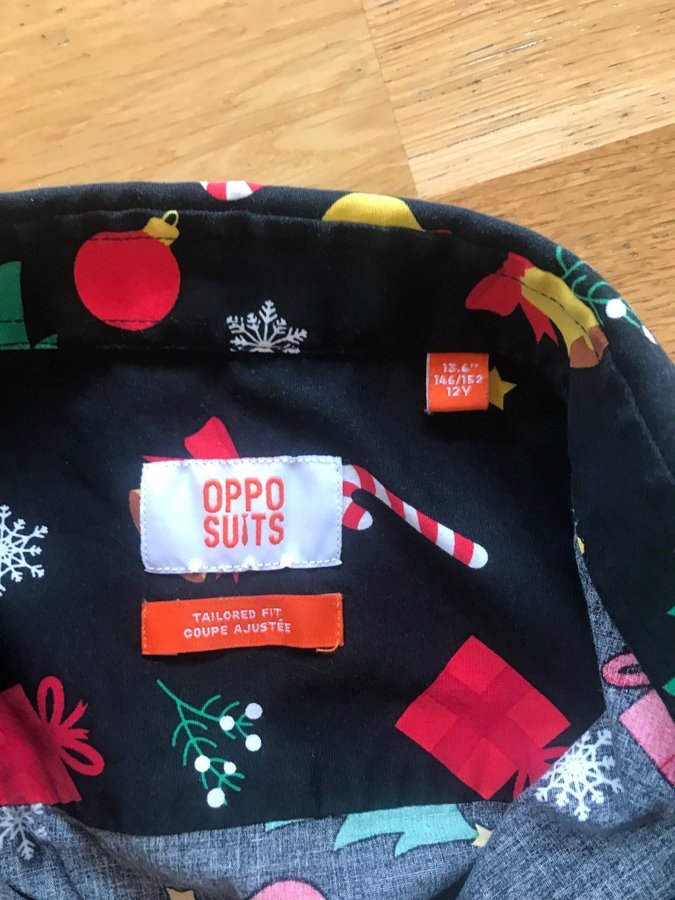 13.6"
146/152
12Y
OPPO
SUITS
TAILORED FIT
COUPE AJUSTÉE